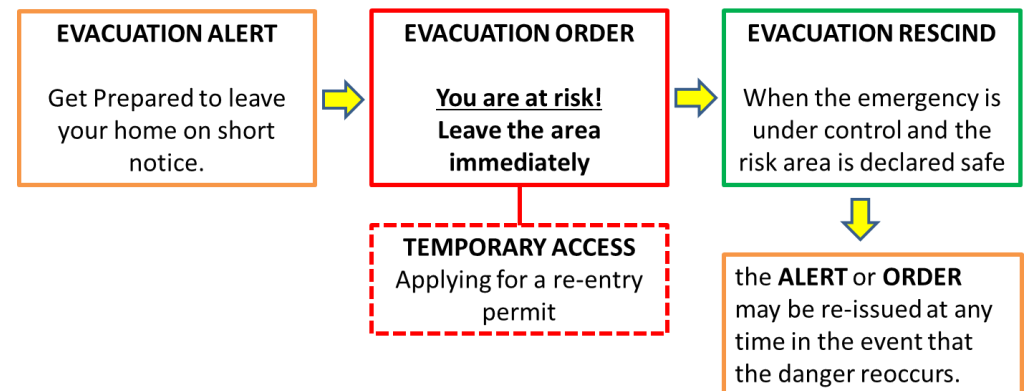 EVACUATION ALERT
Get Prepared to leave
your home on short
notice.
EVACUATION ORDER
You are at risk!
Leave the area
immediately
EVACUATION RESCIND
When the emergency is
under control and the
risk area is declared safe
TEMPORARY ACCESS
Applying for a re-entry
permit
the ALERT or ORDER
may be re-issued at any
time in the event that
the danger reoccurs.